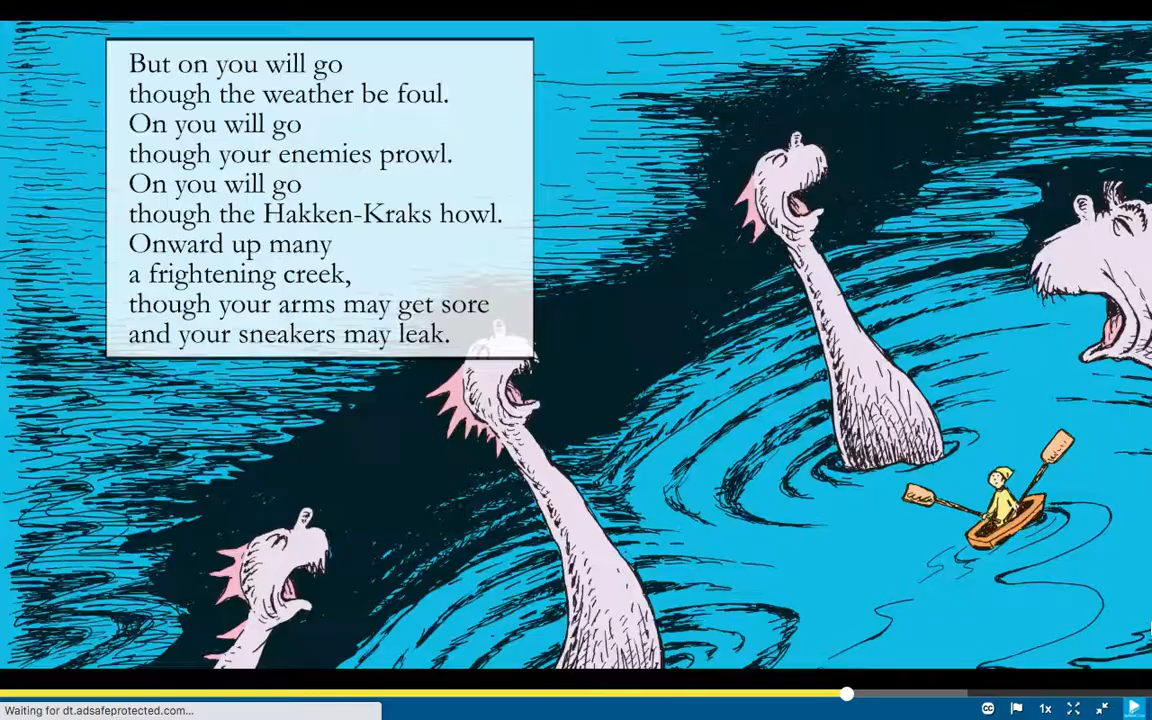 But on you will go
though the weather be foul.
On you will go
though your enemies prowl.
On you will go
though the Hakken-Kraks howl.
Onward up many
a frightening creek,
though your arms may get sore
and your sneakers may leak.
CC
1x
Waiting for dt.adsafeprotected.com...